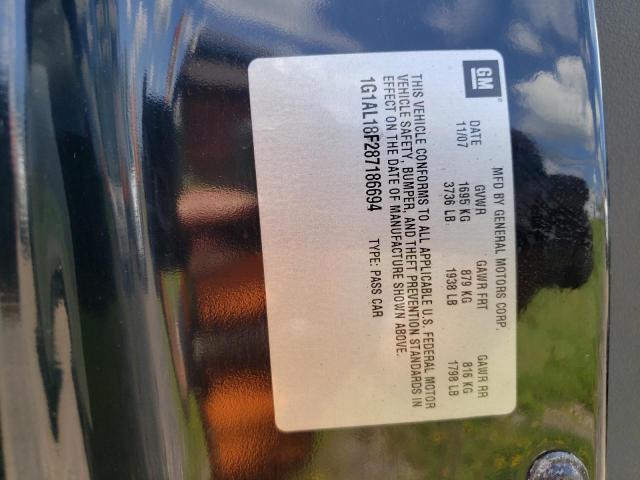 GM
MFD BY GENERAL MOTORS CORP.
DATE GVWR GAWR FRT GAWR RR
11/07 1695 KG 879 KG 816 KG
3736 LB 1938 LB 1798 LB
THIS VEHICLE CONFORMS TO ALL APPLICABLE U.S. FEDERAL MOTOR
VEHICLE SAFETY, BUMPER, AND THEFT PREVENTION STANDARDS IN
EFFECT ON THE DATE OF MANUFACTURE SHOWN ABOVE.
1G1AL18F287186694 TYPE: PASS CAR